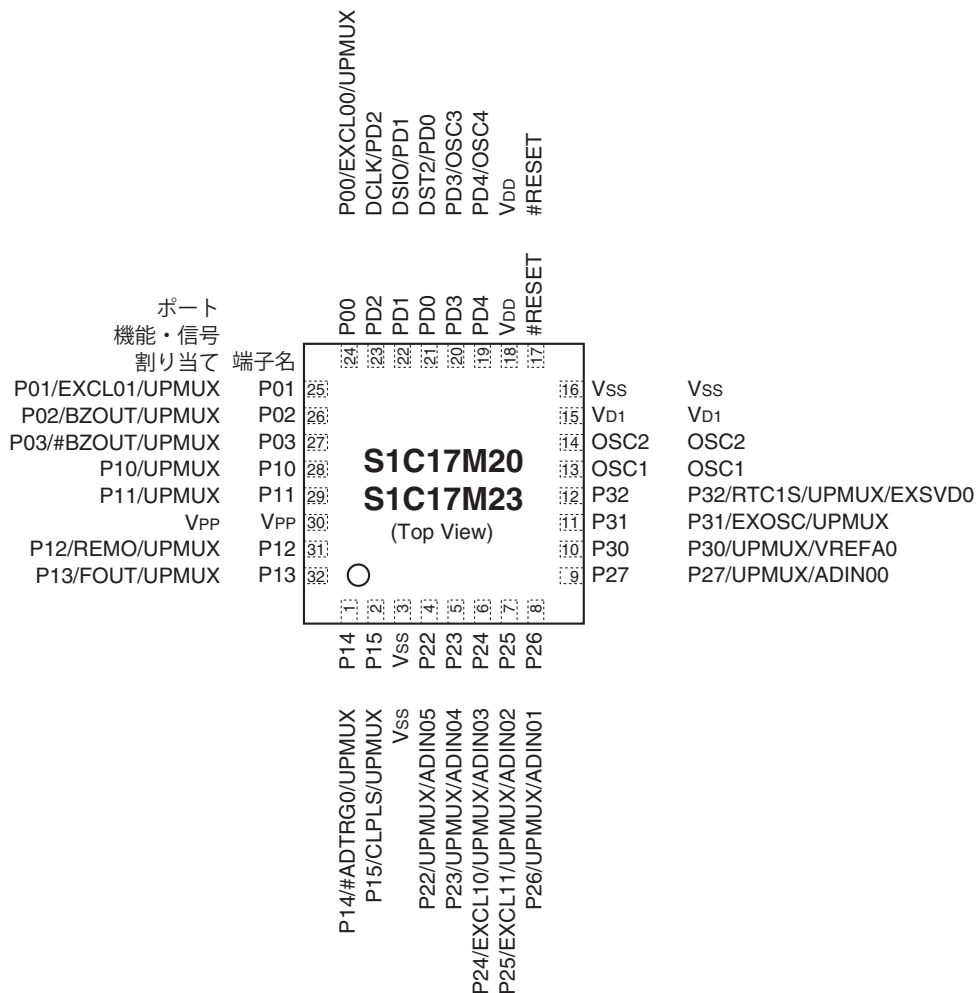 P00/EXCL00/UPMUX
DCLK/PD2
DSIO/PD1
DST2/PD0
PD3/OSC3
PD4/OSC4
VDD
#RESET
P00
PD2
PD1
PD0
PD3
PD4
VDD
#RESET
ポート
機能・信号
割り当て 端子名
24 23 22 21 20 19 18 17
P01/EXCL01/UPMUX P01 25
P02/BZOUT/UPMUX P02 26
P03/#BZOUT/UPMUX P03 27
P10/UPMUX P10 28
P11/UPMUX P11 29
VPP VPP 30
P12/REMO/UPMUX P12 31
P13/FOUT/UPMUX P13 32
S1C17M20
S1C17M23
(Top View)
16 VSS VSS
15 VD1 VD1
14 OSC2 OSC2
13 OSC1 OSC1
12 P32 P32/RTC1S/UPMUX/EXSVD0
11 P31 P31/EXOSC/UPMUX
10 P30 P30/UPMUX/VREFA0
9 P27 P27/UPMUX/ADIN00
1 2 3 4 5 6 7 8
P14
P15
VSS
P22
P23
P24
P25
P26
P14/#ADTRG0/UPMUX
P15/CLPLS/UPMUX
VSS
P22/UPMUX/ADIN05
P23/UPMUX/ADIN04
P24/EXCL10/UPMUX/ADIN03
P25/EXCL11/UPMUX/ADIN02
P26/UPMUX/ADIN01